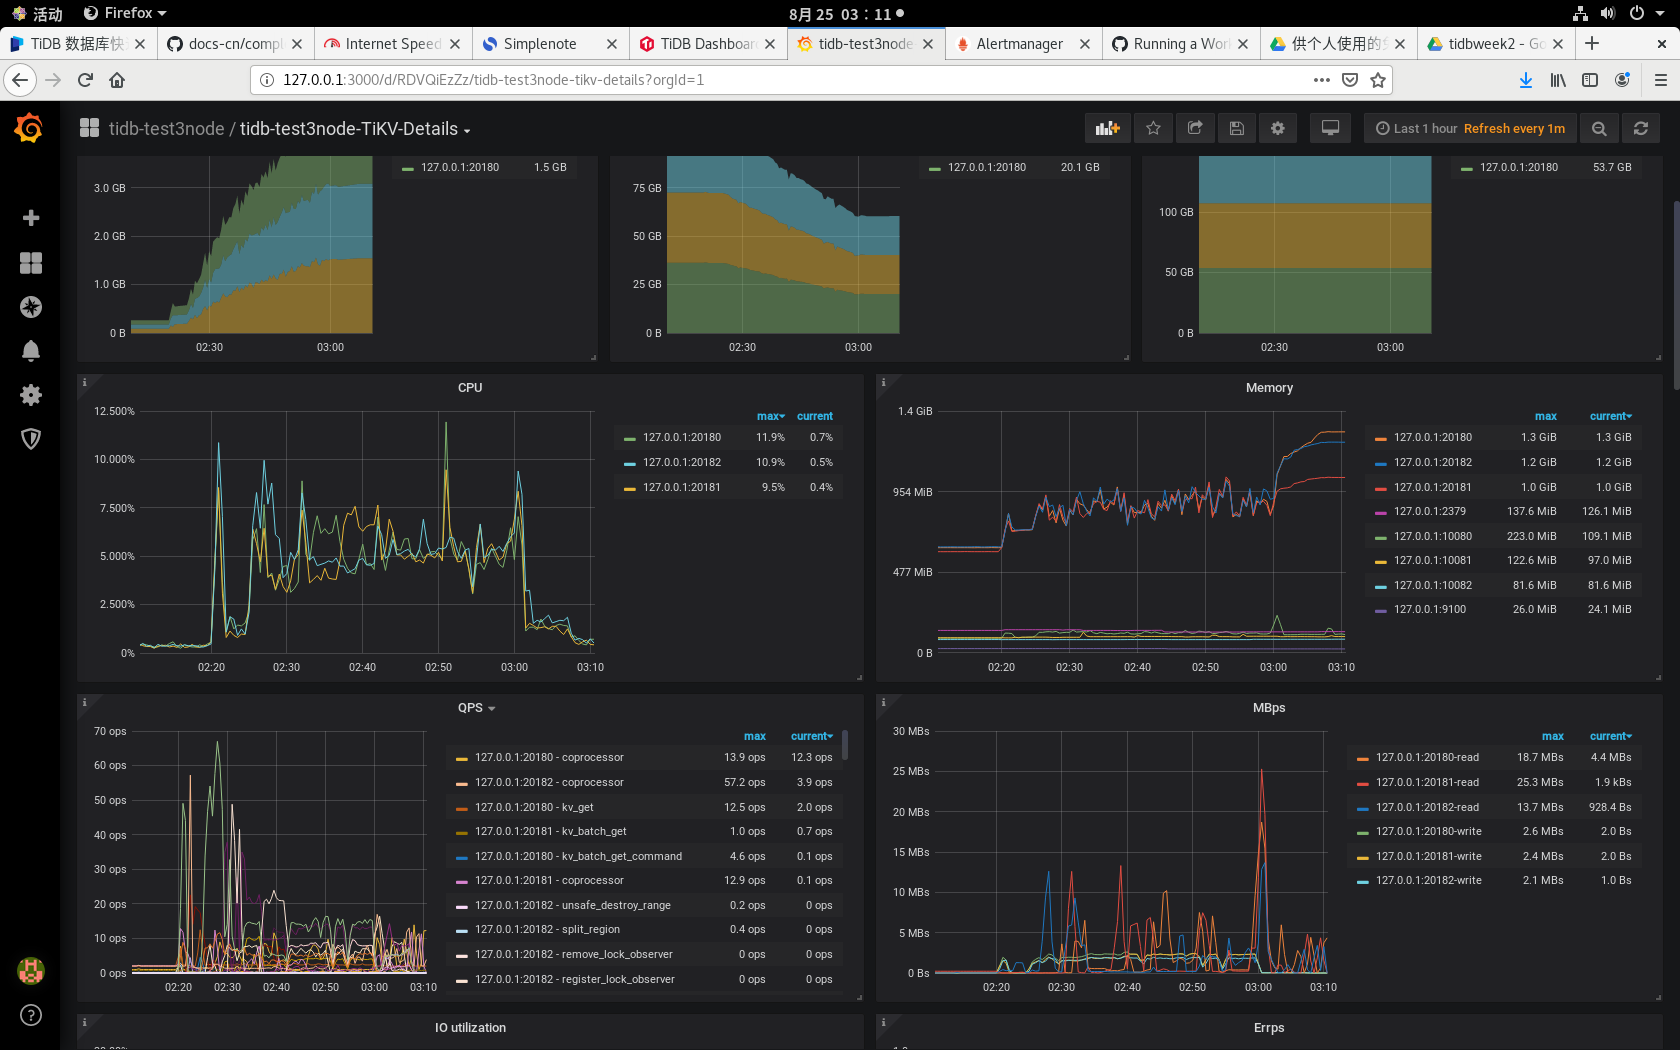 活动 Firefox 8月 25 03：11
TiDB 数据库快 docs-cn/compl Internet Speed Simplenote TiDB Dashboar tidb-test3node- Alertmanager Running a Wor 供个人使用的 tidbweek2 - Go
127.0.0.1:3000/d/RDVQiEzZz/tidb-test3node-tikv-details?orgId=1
tidb-test3node / tidb-test3node-TiKV-Details Last 1 hour Refresh every 1m
3.0 GB
2.0 GB
1.0 GB
0 B
02:30 03:00
127.0.0.1:20180 1.5 GB
75 GB
50 GB
25 GB
0 B
02:30 03:00
127.0.0.1:20180 20.1 GB
100 GB
50 GB
0 B
02:30 03:00
127.0.0.1:20180 53.7 GB
CPU
12.500%
10.000%
7.500%
5.000%
2.500%
0%
02:20 02:30 02:40 02:50 03:00 03:10
max current
127.0.0.1:20180 11.9% 0.7%
127.0.0.1:20182 10.9% 0.5%
127.0.0.1:20181 9.5% 0.4%
Memory
1.4 GiB
954 MiB
477 MiB
0 B
02:20 02:30 02:40 02:50 03:00 03:10
max current
127.0.0.1:20180 1.3 GiB 1.3 GiB
127.0.0.1:20182 1.2 GiB 1.2 GiB
127.0.0.1:20181 1.0 GiB 1.0 GiB
127.0.0.1:2379 137.6 MiB 126.1 MiB
127.0.0.1:10080 223.0 MiB 109.1 MiB
127.0.0.1:10081 122.6 MiB 97.0 MiB
127.0.0.1:10082 81.6 MiB 81.6 MiB
127.0.0.1:9100 26.0 MiB 24.1 MiB
QPS
70 ops
60 ops
50 ops
40 ops
30 ops
20 ops
10 ops
0 ops
02:20 02:30 02:40 02:50 03:00 03:10
max current
127.0.0.1:20180 - coprocessor 13.9 ops 12.3 ops
127.0.0.1:20182 - coprocessor 57.2 ops 3.9 ops
127.0.0.1:20180 - kv_get 12.5 ops 2.0 ops
127.0.0.1:20181 - kv_batch_get 1.0 ops 0.7 ops
127.0.0.1:20180 - kv_batch_get_command 4.6 ops 0.1 ops
127.0.0.1:20181 - coprocessor 12.9 ops 0.1 ops
127.0.0.1:20182 - unsafe_destroy_range 0.2 ops 0 ops
127.0.0.1:20182 - split_region 0.4 ops 0 ops
127.0.0.1:20182 - remove_lock_observer 0 ops 0 ops
127.0.0.1:20182 - register_lock_observer 0 ops 0 ops
MBps
30 MBs
25 MBs
20 MBs
15 MBs
10 MBs
5 MBs
0 Bs
02:20 02:30 02:40 02:50 03:00 03:10
max current
127.0.0.1:20180-read 18.7 MBs 4.4 MBs
127.0.0.1:20181-read 25.3 MBs 1.9 kBs
127.0.0.1:20182-read 13.7 MBs 928.4 Bs
127.0.0.1:20180-write 2.6 MBs 2.0 Bs
127.0.0.1:20181-write 2.4 MBs 2.0 Bs
127.0.0.1:20182-write 2.1 MBs 1.0 Bs
IO utilization
Errps